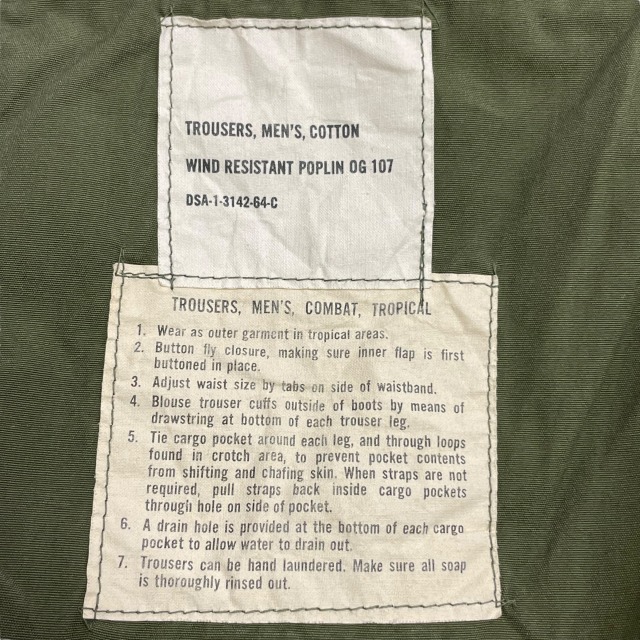 TROUSERS, MEN'S, COTTON
WIND RESISTANT POPLIN OG 107
DSA-1-3142-64-C
TROUSERS, MEN'S, COMBAT, TROPICAL
1. Wear as outer garment in tropical areas.
2. Button fly closure, making sure inner flap is first
buttoned in place.
3. Adjust waist size by tabs on side of waistband.
4. Blouse trouser cuffs outside of boots by means of
drawstring at bottom of each trouser leg.
5. Tie cargo pocket around each leg, and through loops
found in crotch area, to prevent pocket contents
from shifting and chafing skin. When straps are not
required, pull straps back inside cargo pockets
through hole on side of pocket.
6. A drain hole is provided at the bottom of each cargo
pocket to allow water to drain out.
7. Trousers can be hand laundered. Make sure all soap
is thoroughly rinsed out.